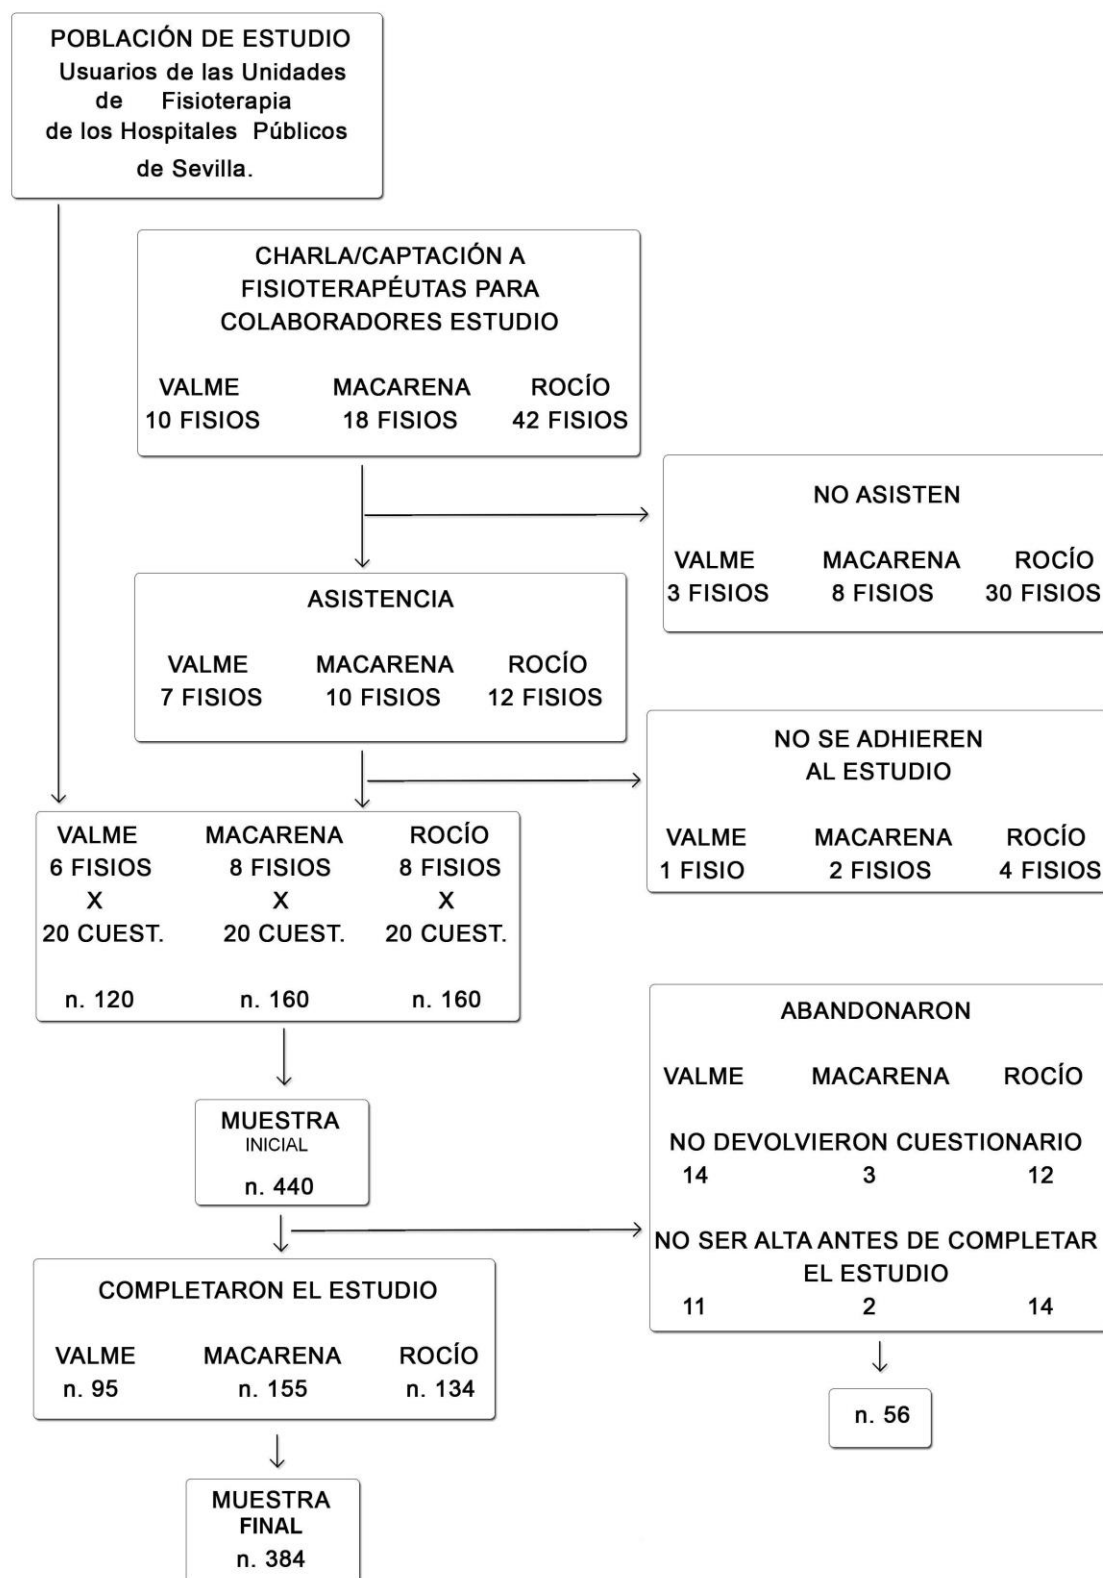 POBLACIÓN DE ESTUDIO
Usuarios de las Unidades
de Fisioterapia
de los Hospitales Públicos
de Sevilla.
CHARLA/CAPTACIÓN A
FISIOTERAPÉUTAS PARA
COLABORADORES ESTUDIO
VALME MACARENA ROCÍO
10 FISIOS 18 FISIOS 42 FISIOS
NO ASISTEN
VALME MACARENA ROCÍO
3 FISIOS 8 FISIOS 30 FISIOS
ASISTENCIA
VALME MACARENA ROCÍO
7 FISIOS 10 FISIOS 12 FISIOS
NO SE ADHIEREN
AL ESTUDIO
VALME MACARENA ROCÍO
1 FISIO 2 FISIOS 4 FISIOS
VALME MACARENA ROCÍO
6 FISIOS 8 FISIOS 8 FISIOS
X X X
20 CUEST. 20 CUEST. 20 CUEST.
n. 120 n. 160 n. 160
MUESTRA
INICIAL
n. 440
ABANDONARON
VALME MACARENA ROCÍO
NO DEVOLVIERON CUESTIONARIO
14 3 12
NO SER ALTA ANTES DE COMPLETAR
EL ESTUDIO
11 2 14
n. 56
COMPLETARON EL ESTUDIO
VALME MACARENA ROCÍO
n. 95 n. 155 n. 134
MUESTRA
FINAL
n. 384